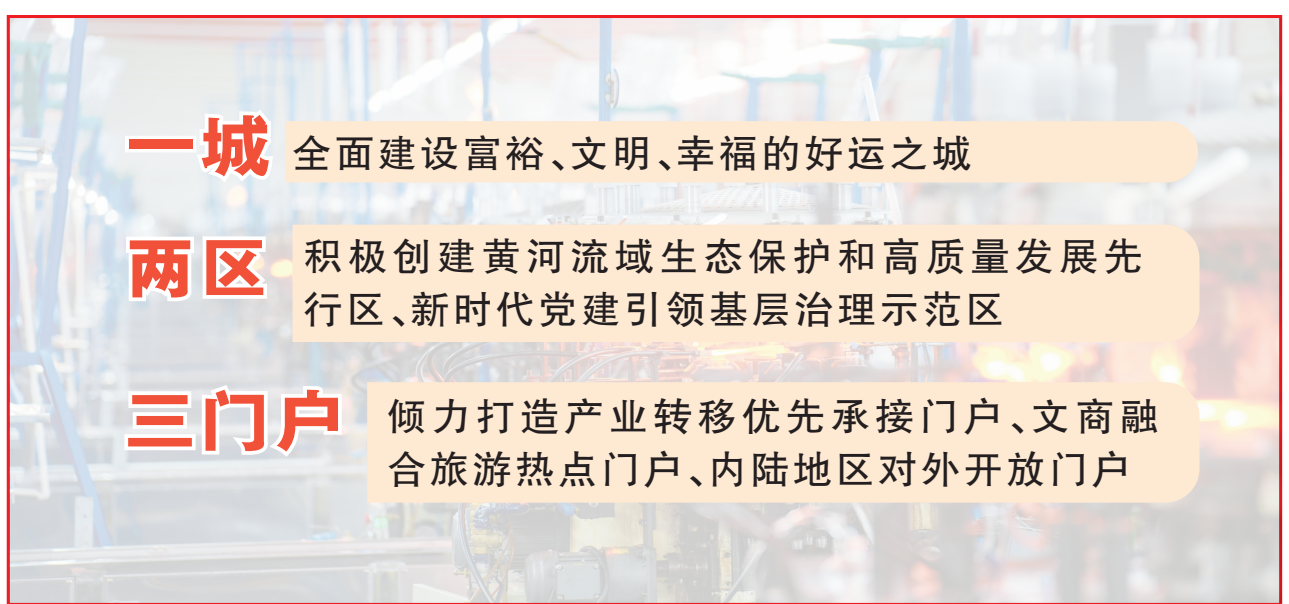 一城
全面建设富裕、文明、幸福的好运之城
两区
积极创建黄河流域生态保护和高质量发展先
行区、新时代党建引领基层治理示范区
三门户
倾力打造产业转移优先承接门户、文商融
合旅游热点门户、内陆地区对外开放门户